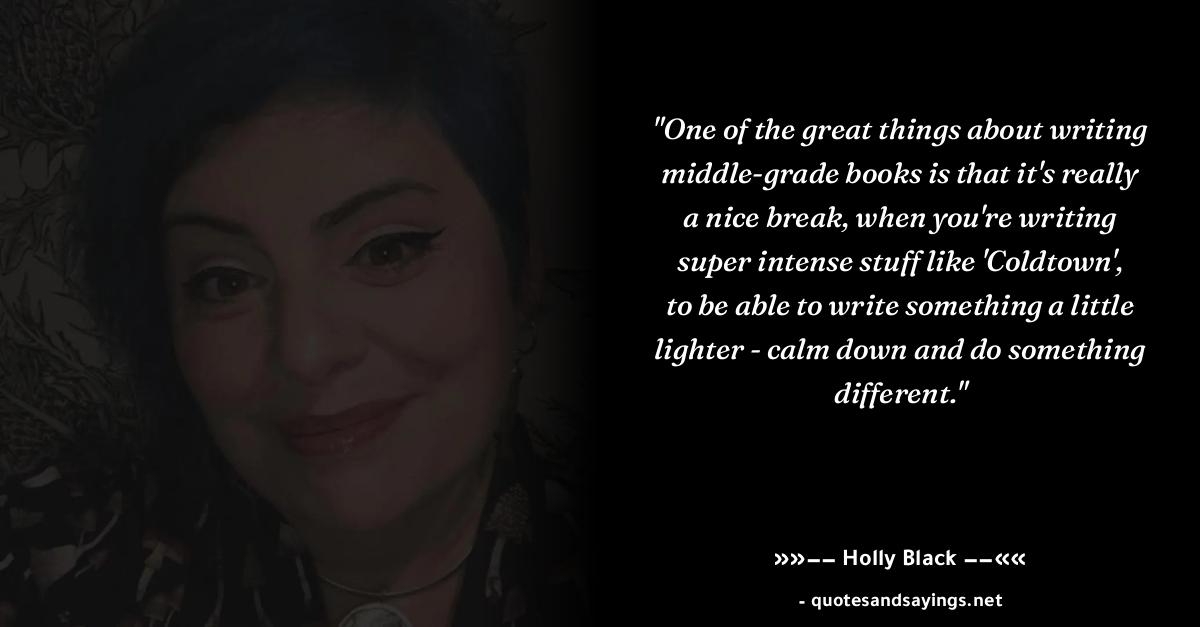 "One of the great things about writing
middle-grade books is that it's really
a nice break, when you're writing
super intense stuff like 'Coldtown',
to be able to write something a little
lighter - calm down and do something
different."
»»–– Holly Black ––««
- quotesandsayings.net